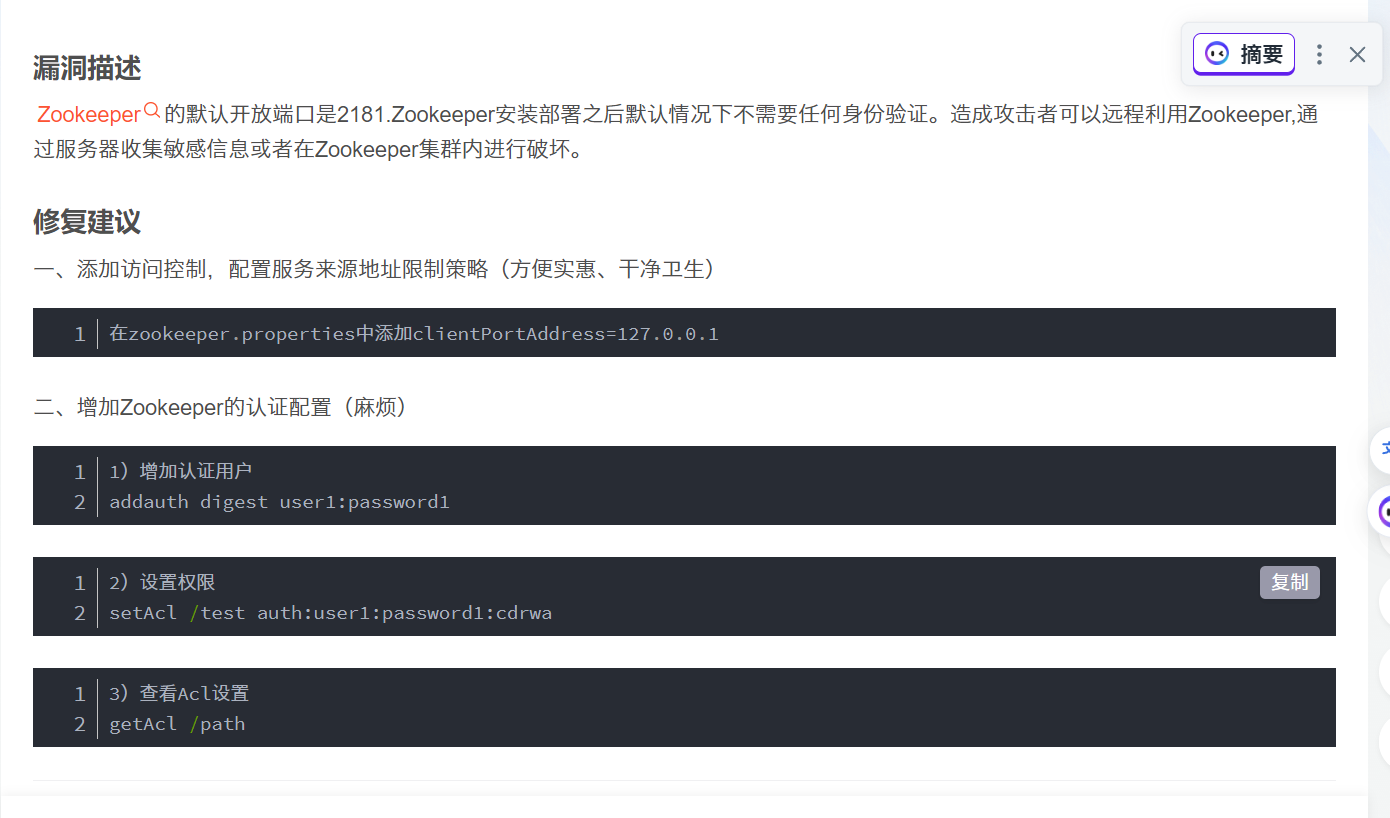 摘要
漏洞描述
Zookeeper的默认开放端口是2181.Zookeeper安装部署之后默认情况下不需要任何身份验证。造成攻击者可以远程利用Zookeeper,通
过服务器收集敏感信息或者在Zookeeper集群内进行破坏。
修复建议
一、添加访问控制，配置服务来源地址限制策略（方便实惠、干净卫生）
1 在zookeeper.properties中添加clientPortAddress=127.0.0.1
二、增加Zookeeper的认证配置（麻烦）
1 1）增加认证用户
2 addauth digest user1:password1
1 2）设置权限
复制
2 setAcl /test auth:user1:password1:cdrwa
1 3）查看Acl设置
2 getAcl /path